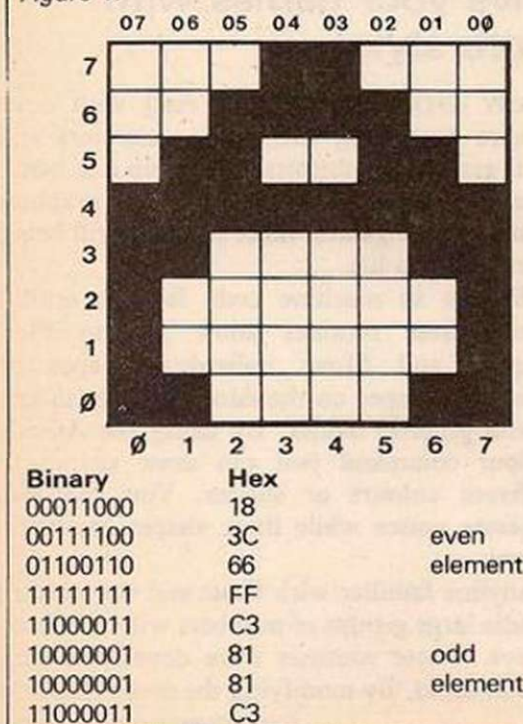 Figure
07 06 05 04 03 02 01 0Ø
7
6
5
4
3
2
1
Ø
Ø 1 2 3 4 5 6 7
Binary Hex
00011000 18
00111100 3C even
01100110 66 element
11111111 FF
11000011 C3
10000001 81 odd
10000001 81 element
11000011 C3